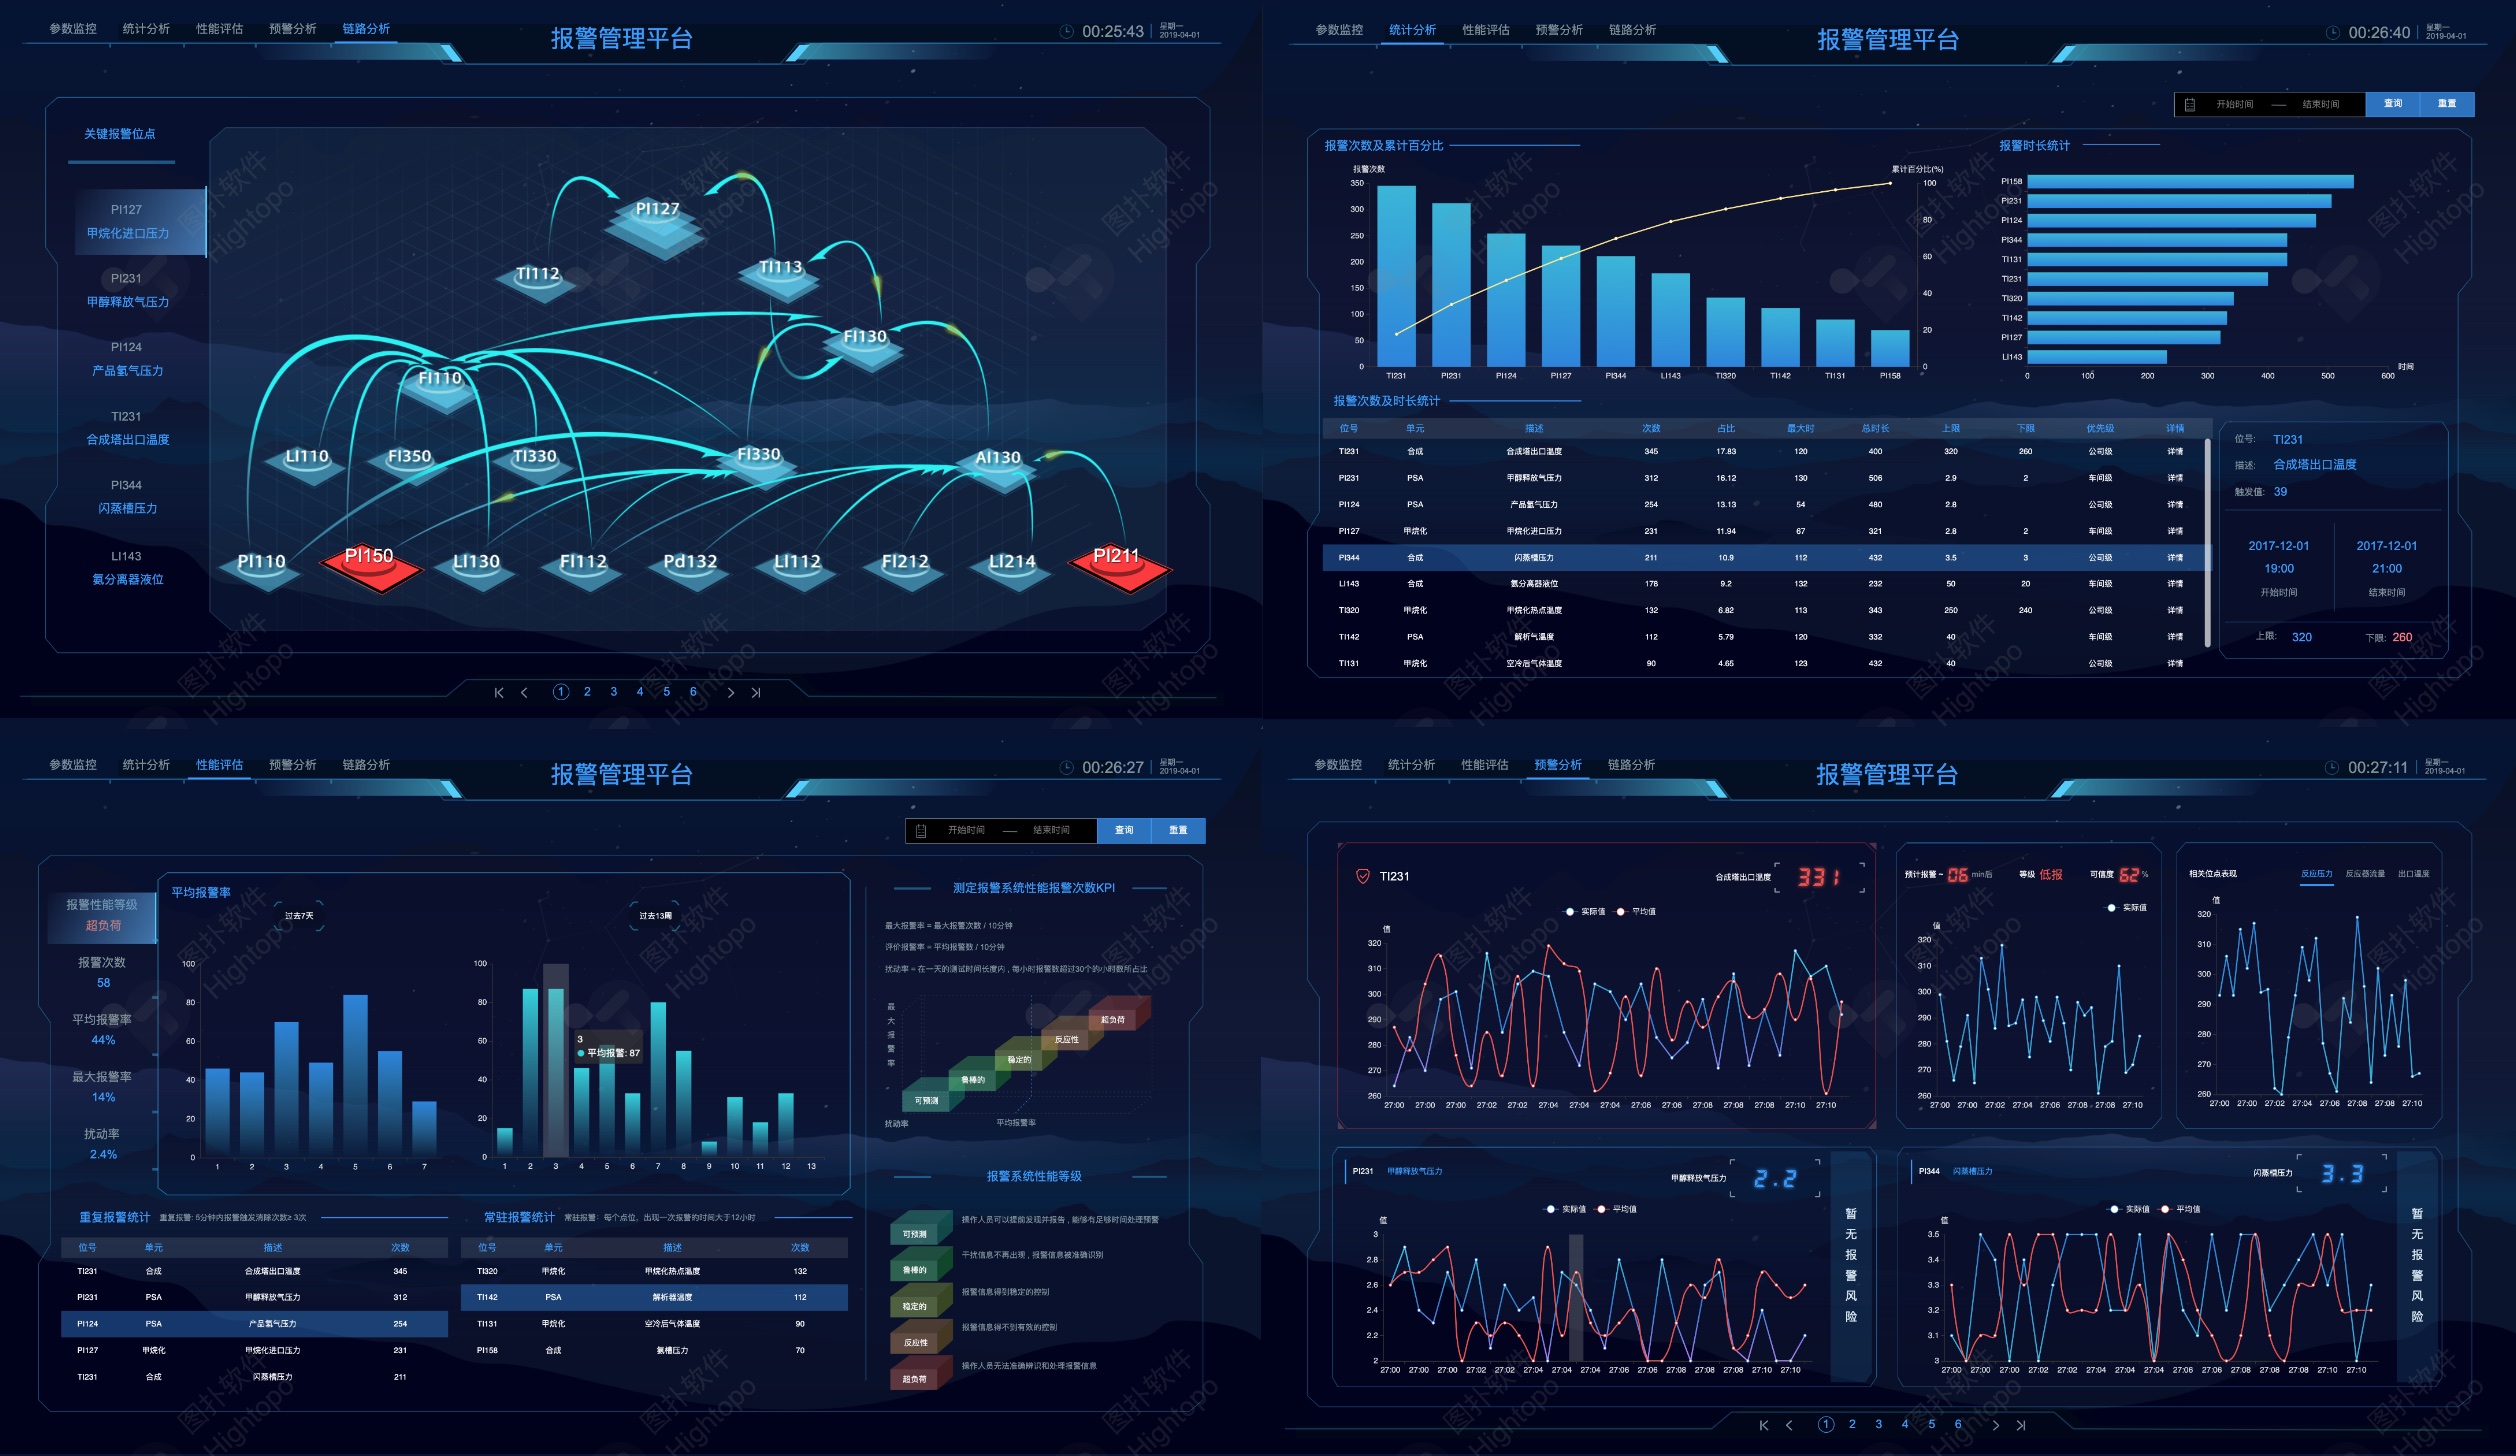 参数监控 统计分析 性能评估 预警分析 链路分析
报警管理平台
00:25:43 星期一 2019-04-01
关键报警位点
PI127
甲烷化进口压力
PI231
甲醇释放气压力
PI124
产品氢气压力
TI231
合成塔出口温度
PI344
闪蒸槽压力
LI143
氨分离器液位
PI127
TI112 TI113
FI130
FI110
LI110 FI350 TI330 FI330 AI130
PI110 PI150 LI130 FI112 Pd132 LI112 FI212 LI214 PI211
1 2 3 4 5 6
参数监控 统计分析 性能评估 预警分析 链路分析
报警管理平台
00:26:40 星期一 2019-04-01
开始时间 — 结束时间 查询 重置
报警次数及累计百分比
报警次数 累计百分比(%)
350 300 250 200 150 100 50 0
100 80 60 40 20 0
TI231 PI231 PI124 PI127 PI344 LI143 TI320 TI142 TI131 PI158
报警时长统计
PI158
PI231
PI124
PI344
TI131
TI231
TI320
TI142
PI127
LI143
0 100 200 300 400 500 600 时间
报警次数及时长统计
位号 单元 描述 次数 占比 最大时 总时长 上限 下限 优先级 详情
TI231 合成 合成塔出口温度 345 17.83 120 400 320 260 公司级 详情
PI231 PSA 甲醇释放气压力 312 16.12 130 506 2.9 2 车间级 详情
PI124 PSA 产品氢气压力 254 13.13 54 480 2.8 公司级 详情
PI127 甲烷化 甲烷化进口压力 231 11.94 67 321 2.8 2 车间级 详情
PI344 合成 闪蒸槽压力 211 10.9 112 432 3.5 3 公司级 详情
LI143 合成 氨分离器液位 178 9.2 132 232 50 20 车间级 详情
TI320 甲烷化 甲烷化热点温度 132 6.82 113 343 250 240 公司级 详情
TI142 PSA 解析气温度 112 5.79 120 332 40 车间级 详情
TI131 甲烷化 空冷后气体温度 90 4.65 123 432 40 公司级 详情
位号: TI231
描述: 合成塔出口温度
触发值: 39
2017-12-01 2017-12-01
19:00 21:00
开始时间 结束时间
上限: 320 下限: 260
参数监控 统计分析 性能评估 预警分析 链路分析
报警管理平台
00:26:27 星期一 2019-04-01
开始时间 — 结束时间 查询 重置
报警性能等级
超负荷
报警次数
58
平均报警率
44%
最大报警率
14%
扰动率
2.4%
平均报警率
过去7天 过去13周
100 80 60 40 20 0
1 2 3 4 5 6 7
100 80 60 40 20 0
3
平均报警: 87
1 2 3 4 5 6 7 8 9 10 11 12 13
测定报警系统性能报警次数KPI
最大报警率 = 最大报警次数 / 10分钟
评价报警率 = 平均报警数 / 10分钟
扰动率 = 在一天的测试时间长度内 , 每小时报警数超过30个的小时数所占比
最大报警率
超负荷
反应性
稳定的
鲁棒的
可预测
扰动率 平均报警率
报警系统性能等级
可预测 操作人员可以提前发现并报告 , 能够有足够时间处理预警
鲁棒的 干扰信息不再出现 , 报警信息被准确识别
稳定的 报警信息得到稳定的控制
反应性 报警信息得不到有效的控制
超负荷 操作人员无法准确辨识和处理报警信息
重复报警统计 重复报警: 5分钟内报警触发消除次数≥ 3次
位号 单元 描述 次数
TI231 合成 合成塔出口温度 345
PI231 PSA 甲醇释放气压力 312
PI124 PSA 产品氢气压力 254
PI127 甲烷化 甲烷化进口压力 231
TI231 合成 闪蒸槽压力 211
常驻报警统计 常驻报警: 每个点位, 出现一次报警的时间大于12小时
位号 单元 描述 次数
TI320 甲烷化 甲烷化热点温度 132
TI142 PSA 解析器温度 112
TI131 甲烷化 空冷后气体温度 90
PI158 合成 氢槽压力 70
参数监控 统计分析 性能评估 预警分析 链路分析
报警管理平台
00:27:11 星期一 2019-04-01
TI231 合成塔出口温度 331
实际值 平均值
值
320 310 300 290 280 270 260
27:00 27:00 27:00 27:02 27:02 27:04 27:04 27:04 27:06 27:06 27:08 27:08 27:08 27:10 27:10
预计报警 ~ 06 min后 等级 低报 可信度 62 %
实际值
值
320 310 300 290 280 270 260
27:00 27:00 27:02 27:04 27:06 27:08 27:08 27:10
相关位点表现 反应压力 反应器流量 出口温度
值
320 310 300 290 280 270 260
27:00 27:00 27:02 27:04 27:06 27:08 27:08 27:10
PI231 甲醇释放气压力 甲醇释放气压力 2.2
实际值 平均值
值
3 2.8 2.6 2.4 2.2 2
27:00 27:00 27:00 27:02 27:02 27:04 27:04 27:04 27:06 27:06 27:08 27:08 27:08 27:10 27:10
暂无报警风险
PI344 闪蒸槽压力 闪蒸槽压力 3.3
实际值 平均值
值
3.5 3.4 3.3 3.2 3.1 3
27:00 27:00 27:00 27:02 27:02 27:04 27:04 27:04 27:06 27:06 27:08 27:08 27:08 27:10 27:10
暂无报警风险
1 2 3 4 5 6
图扑软件
Hightopo